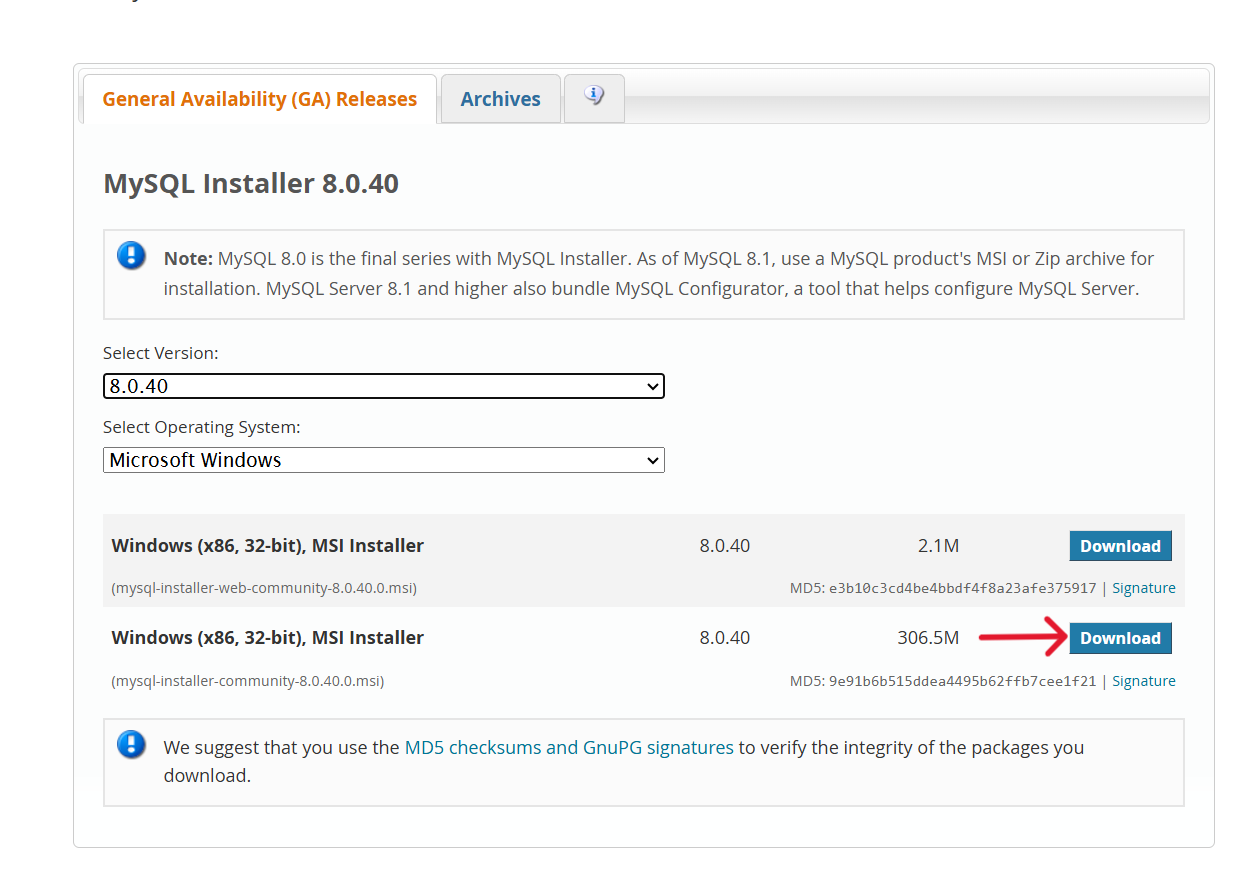 General Availability (GA) Releases
Archives
MySQL Installer 8.0.40
Note: MySQL 8.0 is the final series with MySQL Installer. As of MySQL 8.1, use a MySQL product's MSI or Zip archive for
installation. MySQL Server 8.1 and higher also bundle MySQL Configurator, a tool that helps configure MySQL Server.
Select Version:
8.0.40
Select Operating System:
Microsoft Windows
Windows (x86, 32-bit), MSI Installer 8.0.40 2.1M Download
(mysql-installer-web-community-8.0.40.0.msi) MD5: e3b10c3cd4be4bbdf4f8a23afe375917 | Signature
Windows (x86, 32-bit), MSI Installer 8.0.40 306.5M Download
(mysql-installer-community-8.0.40.0.msi) MD5: 9e91b6b515ddea4495b62ffb7cee1f21 | Signature
We suggest that you use the MD5 checksums and GnuPG signatures to verify the integrity of the packages you
download.